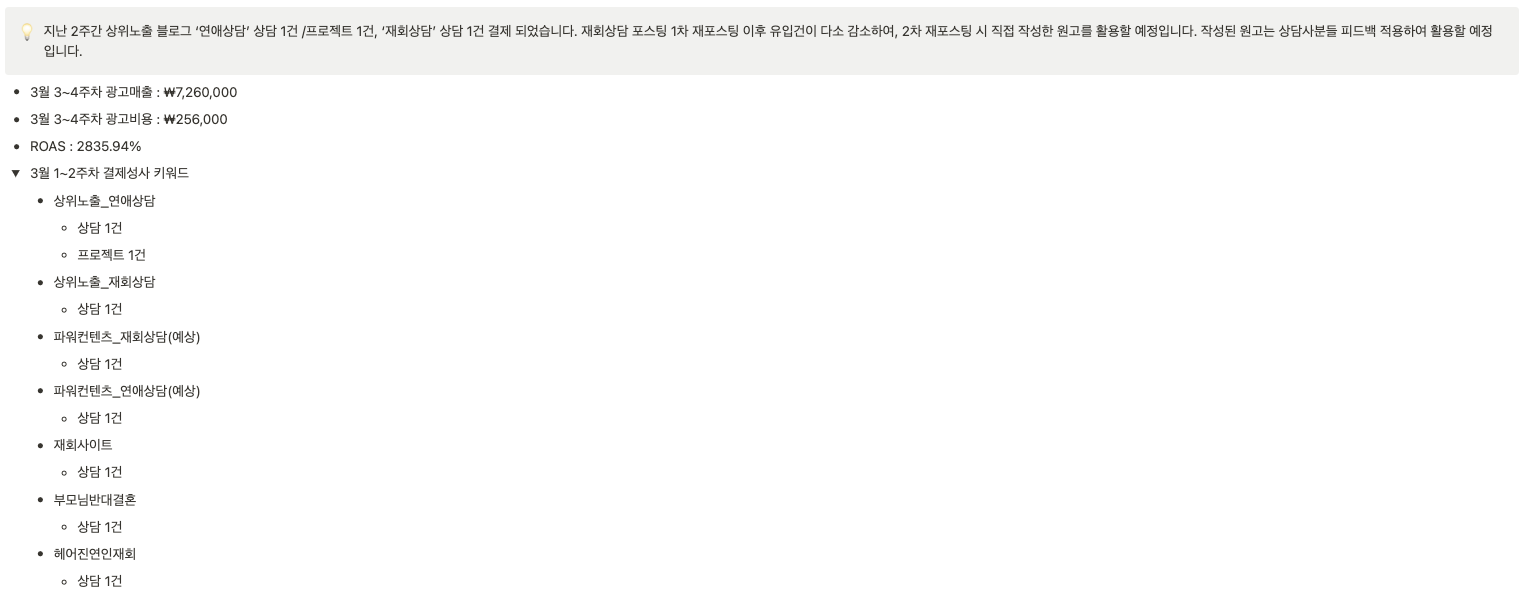 지난 2주간 상위노출 블로그 ‘연애상담’ 상담 1건 /프로젝트 1건, ‘재회상담’ 상담 1건 결제 되었습니다. 재회상담 포스팅 1차 재포스팅 이후 유입건이 다소 감소하여, 2차 재포스팅 시 직접 작성한 원고를 활용할 예정입니다. 작성된 원고는 상담사분들 피드백 적용하여 활용할 예정
입니다.
3월 3~4주차 광고매출 : ₩7,260,000
3월 3~4주차 광고비용 : ₩256,000
ROAS : 2835.94%
3월 1~2주차 결제성사 키워드
상위노출_연애상담
상담 1건
프로젝트 1건
상위노출_재회상담
상담 1건
파워컨텐츠_재회상담(예상)
상담 1건
파워컨텐츠_연애상담(예상)
상담 1건
재회사이트
상담 1건
부모님반대결혼
상담 1건
헤어진연인재회
상담 1건